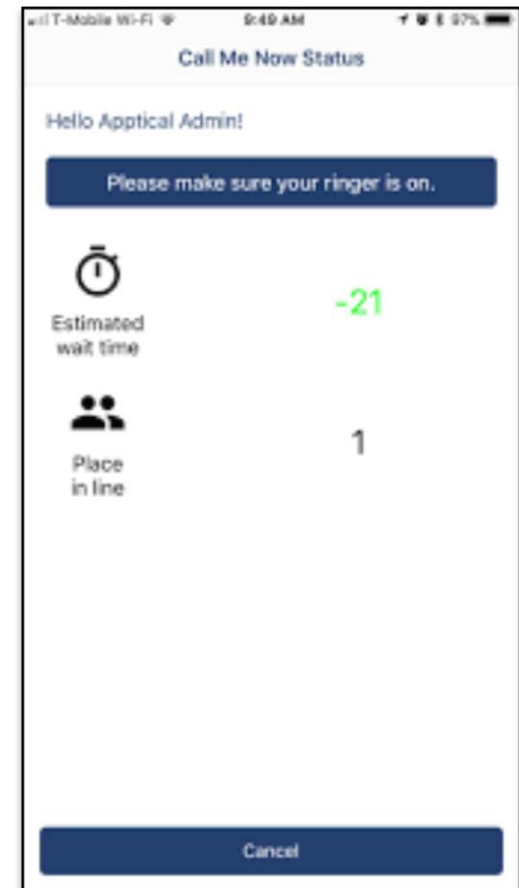 T-Mobile Wi-Fi 9:49 AM 97%
Call Me Now Status
Hello Apptical Admin!
Please make sure your ringer is on.
Estimated
wait time
-21
Place
in line
1
Cancel